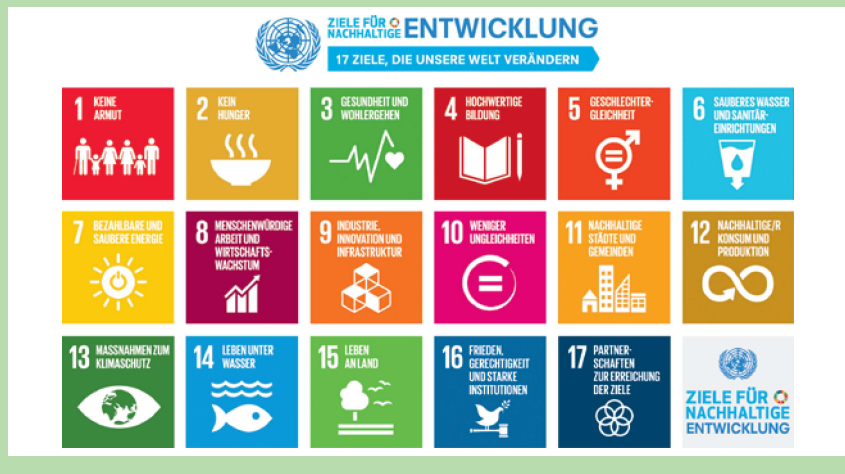 ZIELE FÜR
NACHHALTIGE ENTWICKLUNG
17 ZIELE, DIE UNSERE WELT VERÄNDERN
1 KEINE
ARMUT
2 KEIN
HUNGER
3 GESUNDHEIT UND
WOHLERGEHEN
4 HOCHWERTIGE
BILDUNG
5 GESCHLECHTER-
GLEICHHEIT
6 SAUBERES WASSER
UND SANITÄR-
EINRICHTUNGEN
7 BEZAHLBARE UND
SAUBERE ENERGIE
8 MENSCHENWÜRDIGE
ARBEIT UND
WIRTSCHAFTS-
WACHSTUM
9 INDUSTRIE,
INNOVATION UND
INFRASTRUKTUR
10 WENIGER
UNGLEICHHEITEN
11 NACHHALTIGE
STÄDTE UND
GEMEINDEN
12 NACHHALTIGE/R
KONSUM UND
PRODUKTION
13 MASSNAHMEN ZUM
KLIMASCHUTZ
14 LEBEN UNTER
WASSER
15 LEBEN
AN LAND
16 FRIEDEN,
GERECHTIGKEIT
UND STARKE
INSTITUTIONEN
17 PARTNER-
SCHAFTEN
ZUR ERREICHUNG
DER ZIELE
ZIELE FÜR
NACHHALTIGE
ENTWICKLUNG